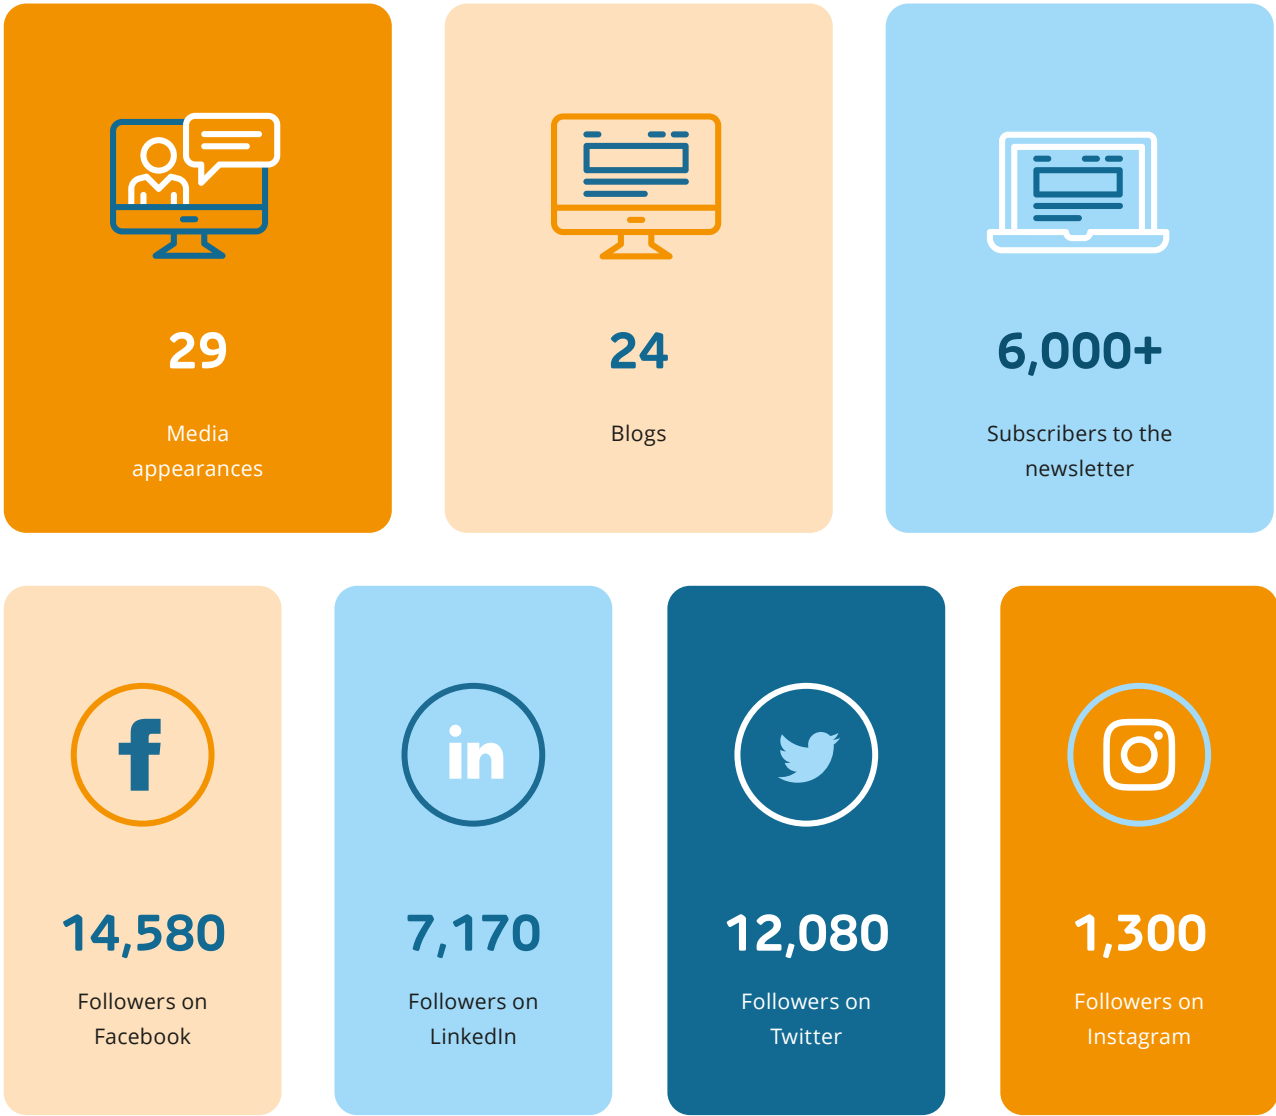 29
Media
appearances
24
Blogs
6,000+
Subscribers to the
newsletter
14,580
Followers on
Facebook
7,170
Followers on
LinkedIn
12,080
Followers on
Twitter
1,300
Followers on
Instagram